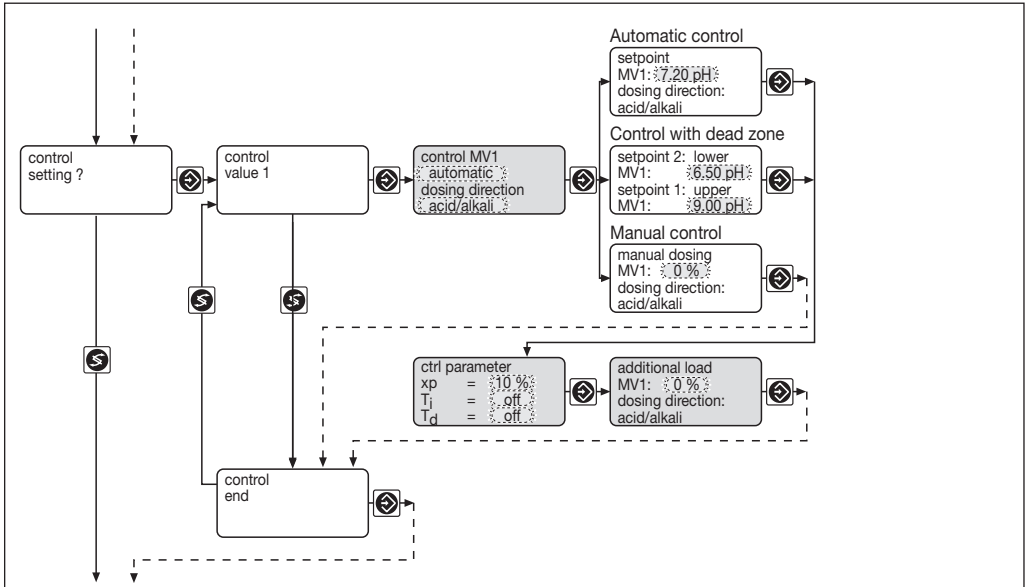 Automatic control
setpoint
MV1: 7.20 pH
dosing direction:
acid/alkali
Control with dead zone
control
setting ?
control
value 1
control MV1
automatic
dosing direction
acid/alkali
setpoint 2: lower
MV1: 6.50 pH
setpoint 1: upper
MV1: 9.00 pH
Manual control
manual dosing
MV1: 0 %
dosing direction:
acid/alkali
ctrl parameter
xp = 10 %
Ti = off
Td = off
additional load
MV1: 0 %
dosing direction:
acid/alkali
control
end